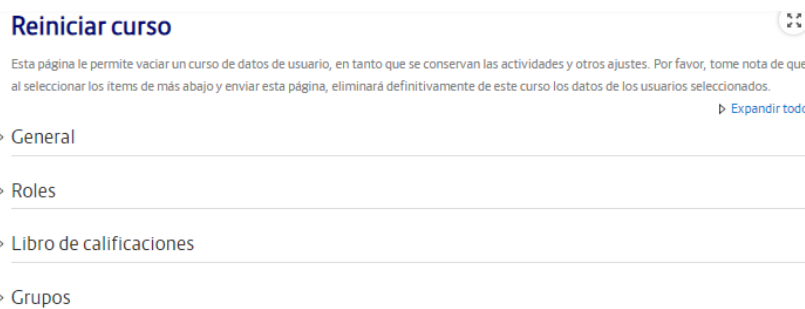 Reiniciar curso
Esta página le permite vaciar un curso de datos de usuario, en tanto que se conservan las actividades y otros ajustes. Por favor, tome nota de que
al seleccionar los ítems de más abajo y enviar esta página, eliminará definitivamente de este curso los datos de los usuarios seleccionados.
Expandir todo
General
Roles
Libro de calificaciones
Grupos